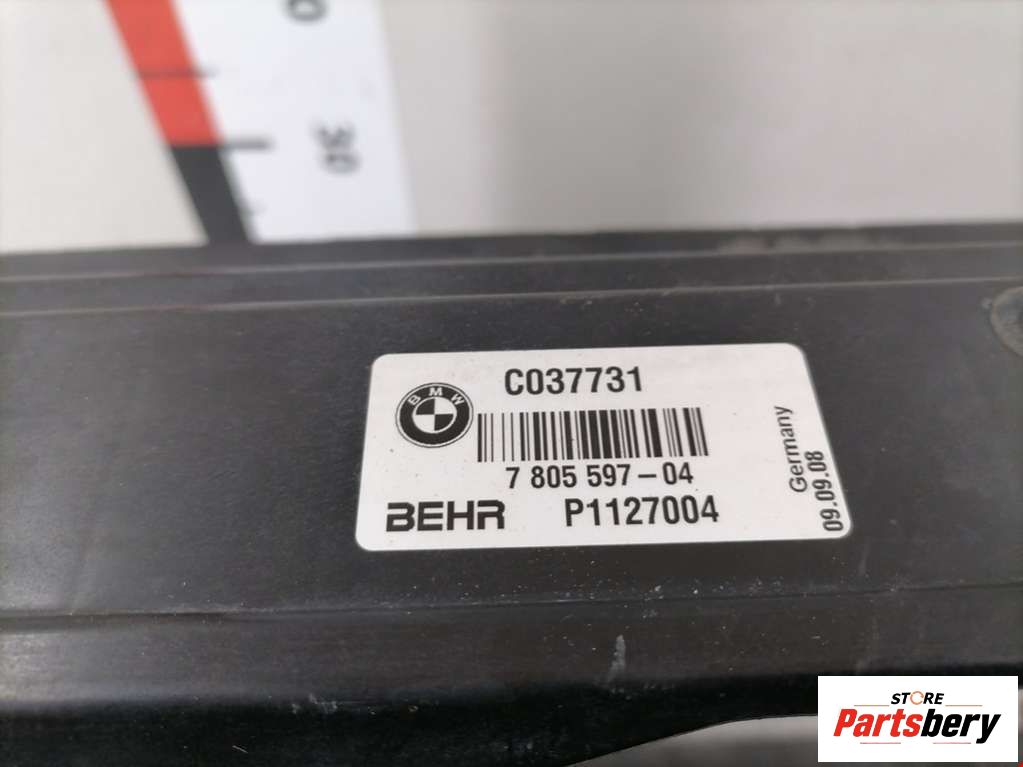 30
BMW
C037731
7 805 597-04
BEHR P1127004
Germany
09.09.08
STORE
Partsbery